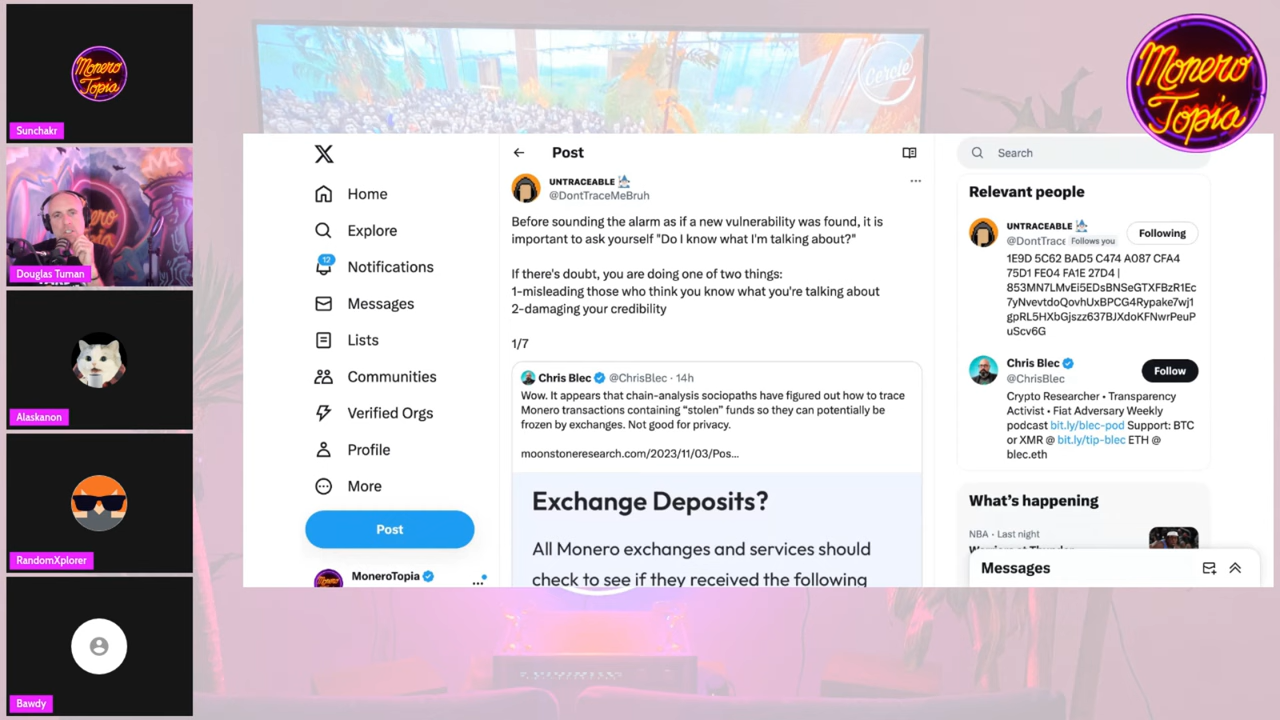 Monero
Topia
Sunchakr
Douglas Tuman
Monero
Topia
Alaskanon
RandomXplorer
Bawdy
Cercle
Monero
Topia
Home
Explore
12
Notifications
Messages
Lists
Communities
Verified Orgs
Profile
More
Post
MoneroTopia
Post
UNTRACEABLE
@DontTraceMeBruh
Before sounding the alarm as if a new vulnerability was found, it is
important to ask yourself "Do I know what I'm talking about?"
If there's doubt, you are doing one of two things:
1-misleading those who think you know what you're talking about
2-damaging your credibility
1/7
Chris Blec @ChrisBlec · 14h
Wow. It appears that chain-analysis sociopaths have figured out how to trace
Monero transactions containing “stolen” funds so they can potentially be
frozen by exchanges. Not good for privacy.
moonstoneresearch.com/2023/11/03/Pos...
Exchange Deposits?
All Monero exchanges and services should
check to see if they received the following
Search
Relevant people
UNTRACEABLE
@DontTrace Follows you
Following
1E9D 5C62 BAD5 C474 A087 CFA4
75D1 FE04 FA1E 27D4 |
853MN7LMvEi5EDsBNSeGTXFBzR1Ec
7yNvevtdoQovhUxBPCG4Rypake7wj1
gpRL5HXbGjszz637BJXdoKFNwrPeuP
uScv6G
Chris Blec
@ChrisBlec
Follow
Crypto Researcher • Transparency
Activist • Fiat Adversary Weekly
podcast bit.ly/blec-pod Support: BTC
or XMR @ bit.ly/tip-blec ETH @
blec.eth
What’s happening
NBA · Last night
Warriors at Thunder
Messages